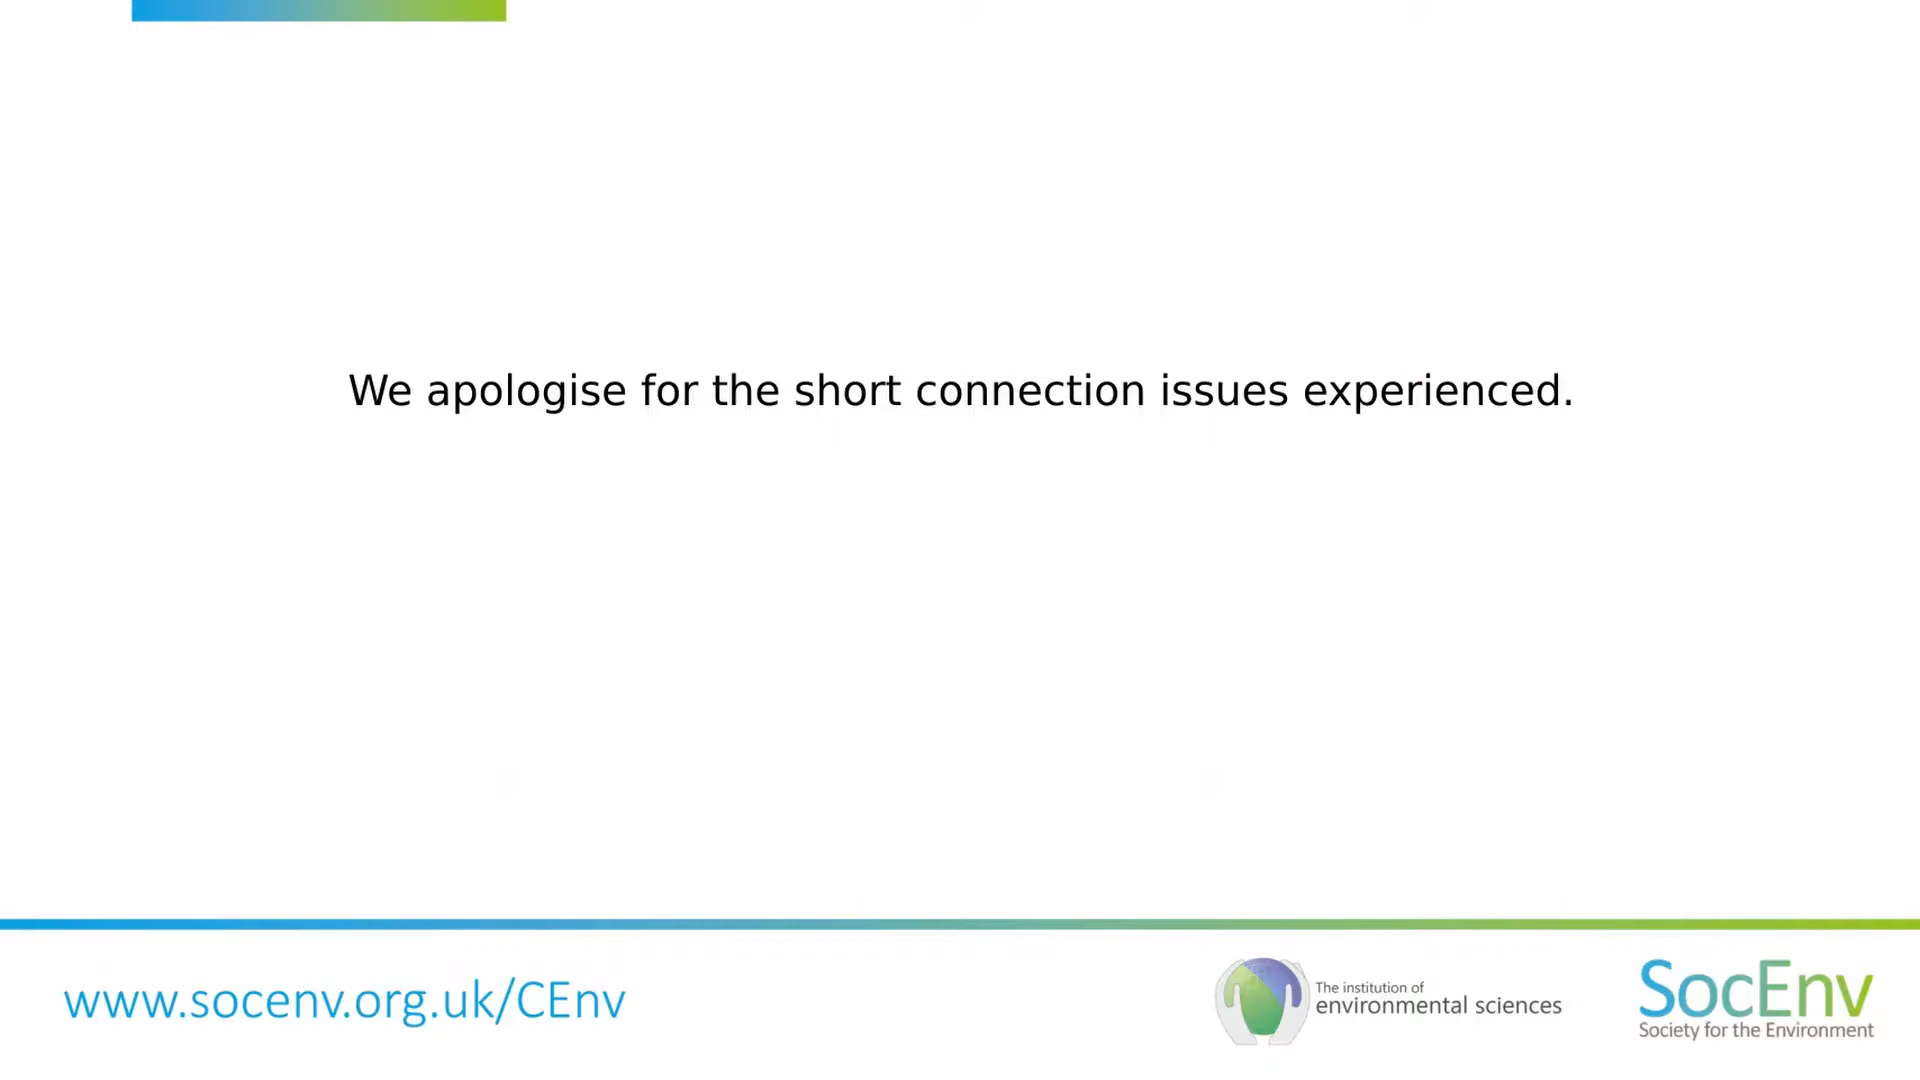 We apologise for the short connection issues experienced.
www.socenv.org.uk/CEnv
The institution of
environmental sciences
SocEnv
Society for the Environment